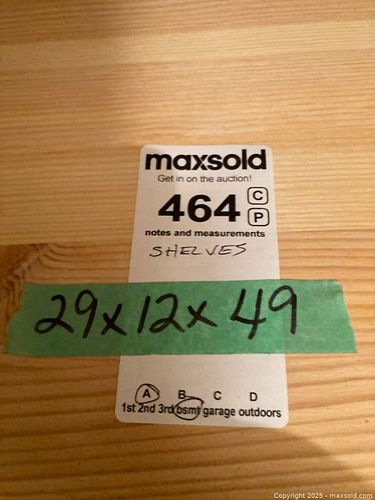 maxsold
Get in on the auction!
464 C P
notes and measurements
SHELVES
29x12x49
A B C D
1st 2nd 3rd bsmt garage outdoors
Copyright 2025 - maxsold.com